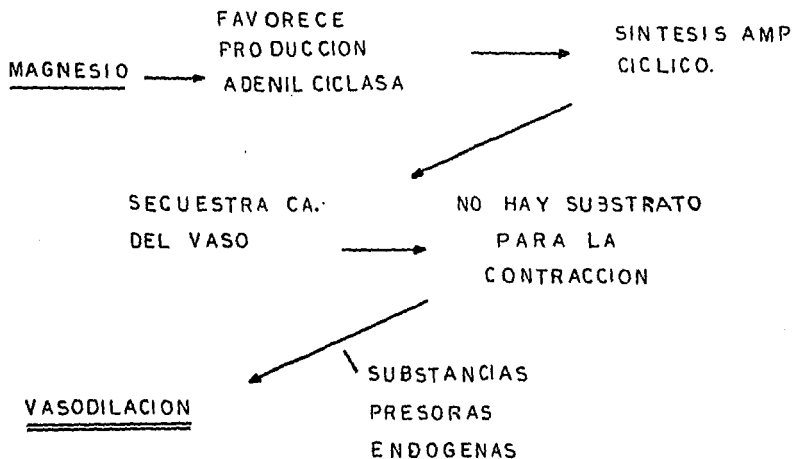 MAGNESIO
FAVORECE
PRODUCCION
ADENIL CICLASA
SINTESIS AMP
CICLICO.
SECUESTRA CA.
DEL VASO
NO HAY SUBSTRATO
PARA LA
CONTRACCION
SUBSTANCIAS
PRESORAS
ENDOGENAS
VASODILACION